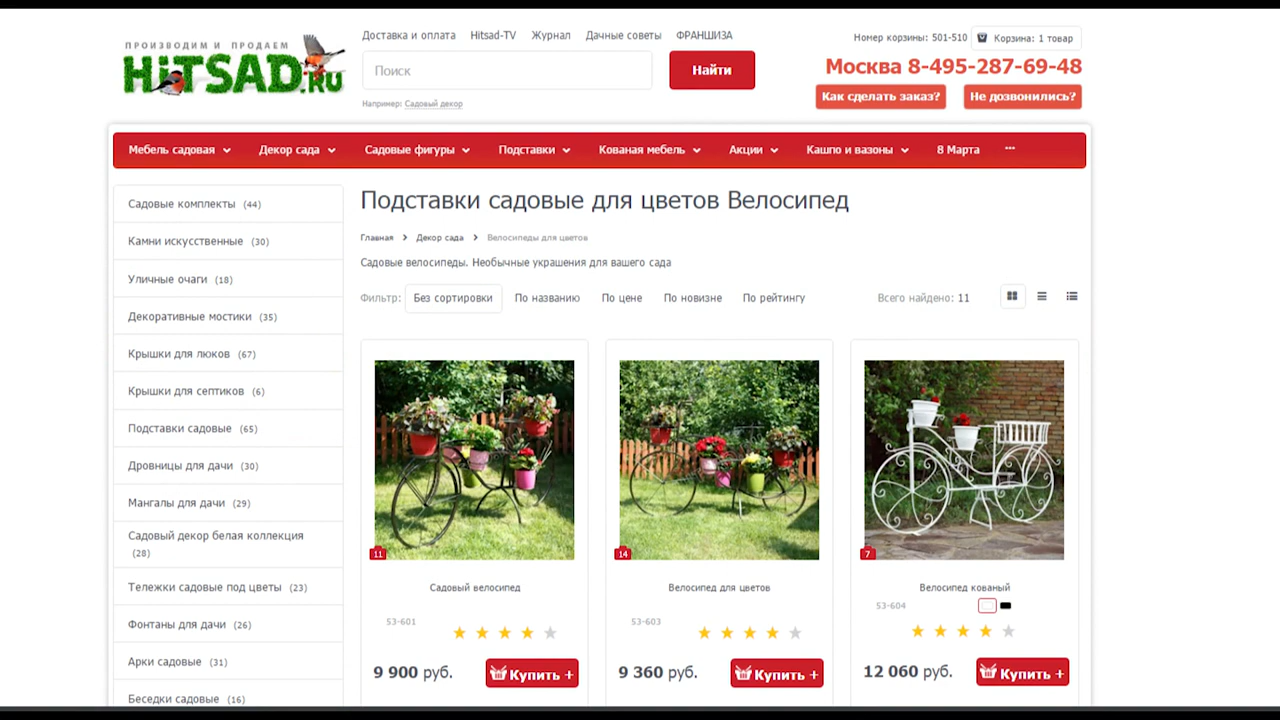 ПРОИЗВОДИМ И ПРОДАЕМ
HiTSAD.RU
Доставка и оплата Hitsad-TV Журнал Дачные советы ФРАНШИЗА
Поиск
Найти
Например: Садовый декор
Номер корзины: 501-510 Корзина: 1 товар
Москва 8-495-287-69-48
Как сделать заказ? Не дозвонились?
Мебель садовая Декор сада Садовые фигуры Подставки Кованая мебель Акции Кашпо и вазоны 8 Марта ...
Садовые комплекты (44)
Камни искусственные (30)
Уличные очаги (18)
Декоративные мостики (35)
Крышки для люков (67)
Крышки для септиков (6)
Подставки садовые (65)
Дровницы для дачи (30)
Мангалы для дачи (29)
Садовый декор белая коллекция
(28)
Тележки садовые под цветы (23)
Фонтаны для дачи (26)
Арки садовые (31)
Беседки садовые (16)
Подставки садовые для цветов Велосипед
Главная Декор сада Велосипеды для цветов
Садовые велосипеды. Необычные украшения для вашего сада
Фильтр: Без сортировки По названию По цене По новизне По рейтингу Всего найдено: 11
11
Садовый велосипед
53-601
9 900 руб. Купить +
14
Велосипед для цветов
53-603
9 360 руб. Купить +
7
Велосипед кованый
53-604
12 060 руб. Купить +